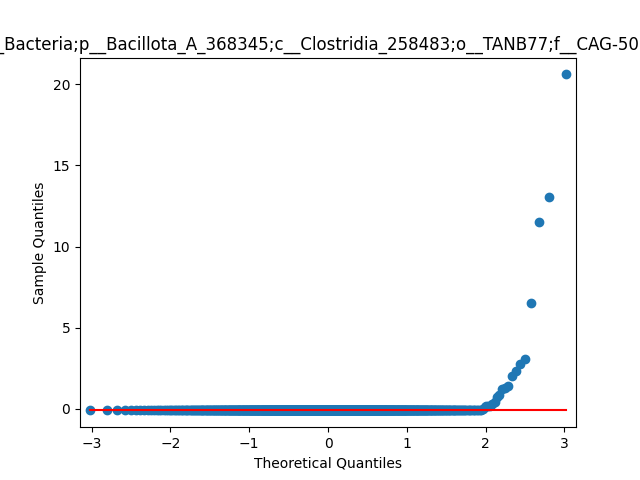 _Bacteria;p__Bacillota_A_368345;c__Clostridia_258483;o__TANB77;f__CAG-50
20
15
10
5
0
Sample Quantiles
−3 −2 −1 0 1 2 3
Theoretical Quantiles